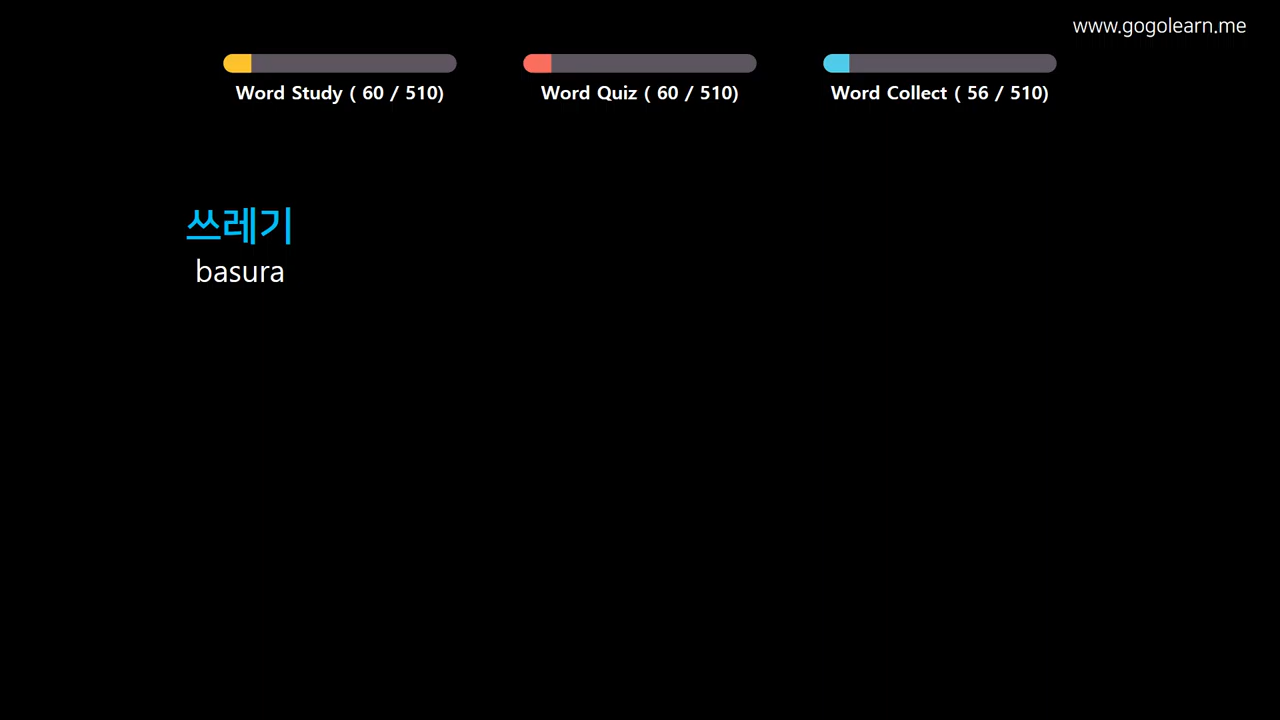 www.gogolearn.me
Word Study ( 60 / 510)
Word Quiz ( 60 / 510)
Word Collect ( 56 / 510)
쓰레기
basura